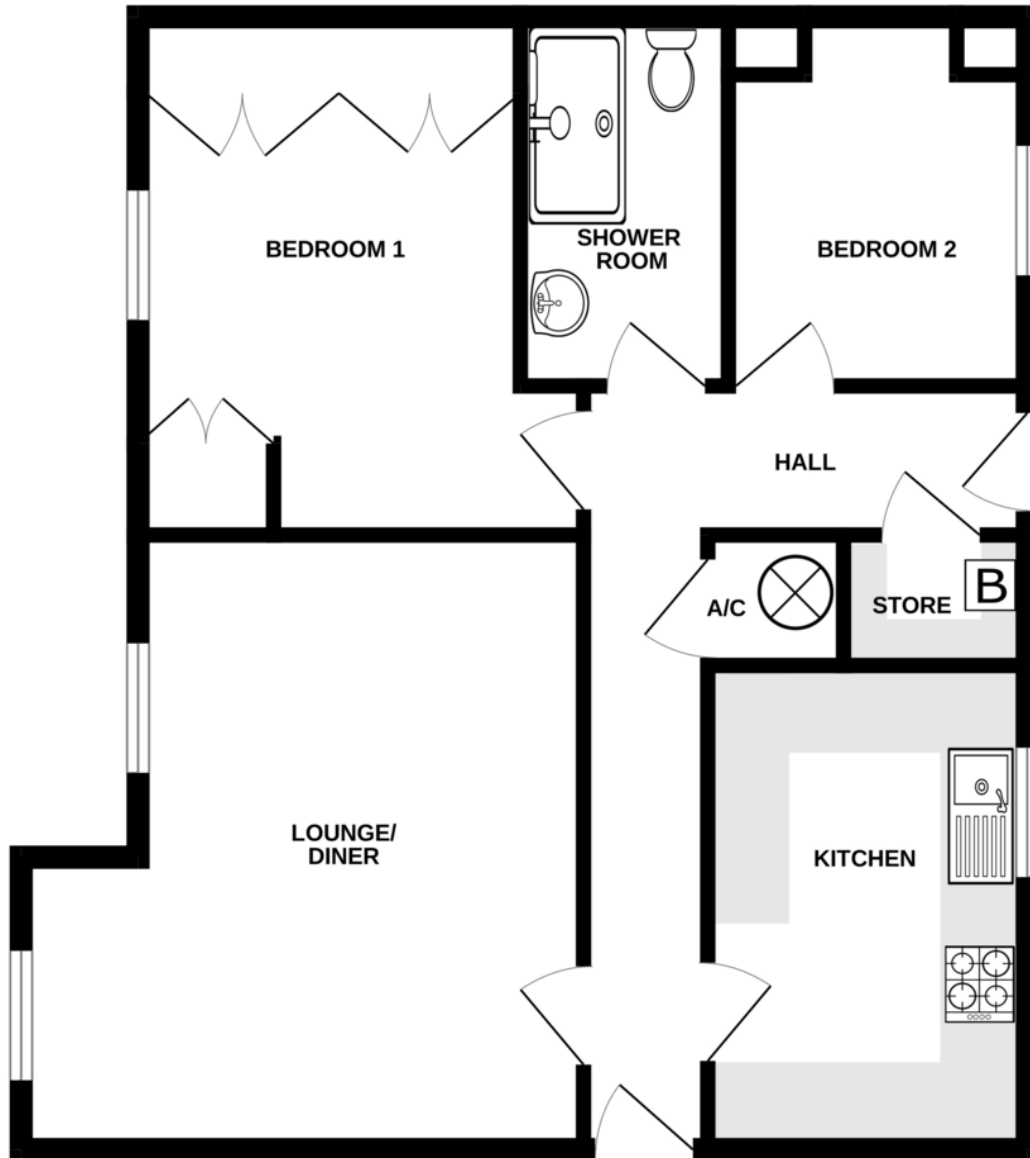 BEDROOM 1
SHOWER
ROOM
BEDROOM 2
HALL
A/C
STORE
B
LOUNGE/
DINER
KITCHEN